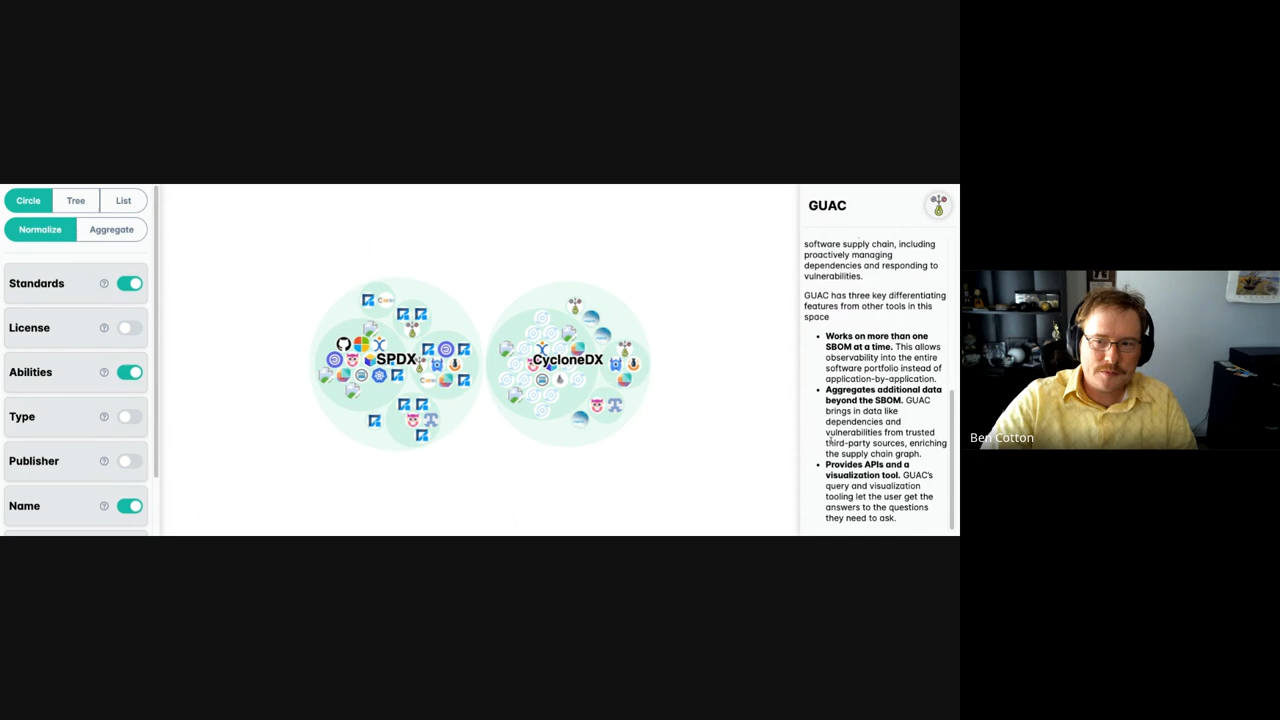 Circle Tree List
Normalize Aggregate
Standards
License
Abilities
Type
Publisher
Name
SPDX
CycloneDX
GUAC
software supply chain, including
proactively managing
dependencies and responding to
vulnerabilities.
GUAC has three key differentiating
features from other tools in this
space
• Works on more than one
SBOM at a time. This allows
observability into the entire
software portfolio instead of
application-by-application.
• Aggregates additional data
beyond the SBOM. GUAC
brings in data like
dependencies and
vulnerabilities from trusted
third-party sources, enriching
the supply chain graph.
• Provides APIs and a
visualization tool. GUAC's
query and visualization
tooling let the user get the
answers to the questions
they need to ask.
Ben Cotton